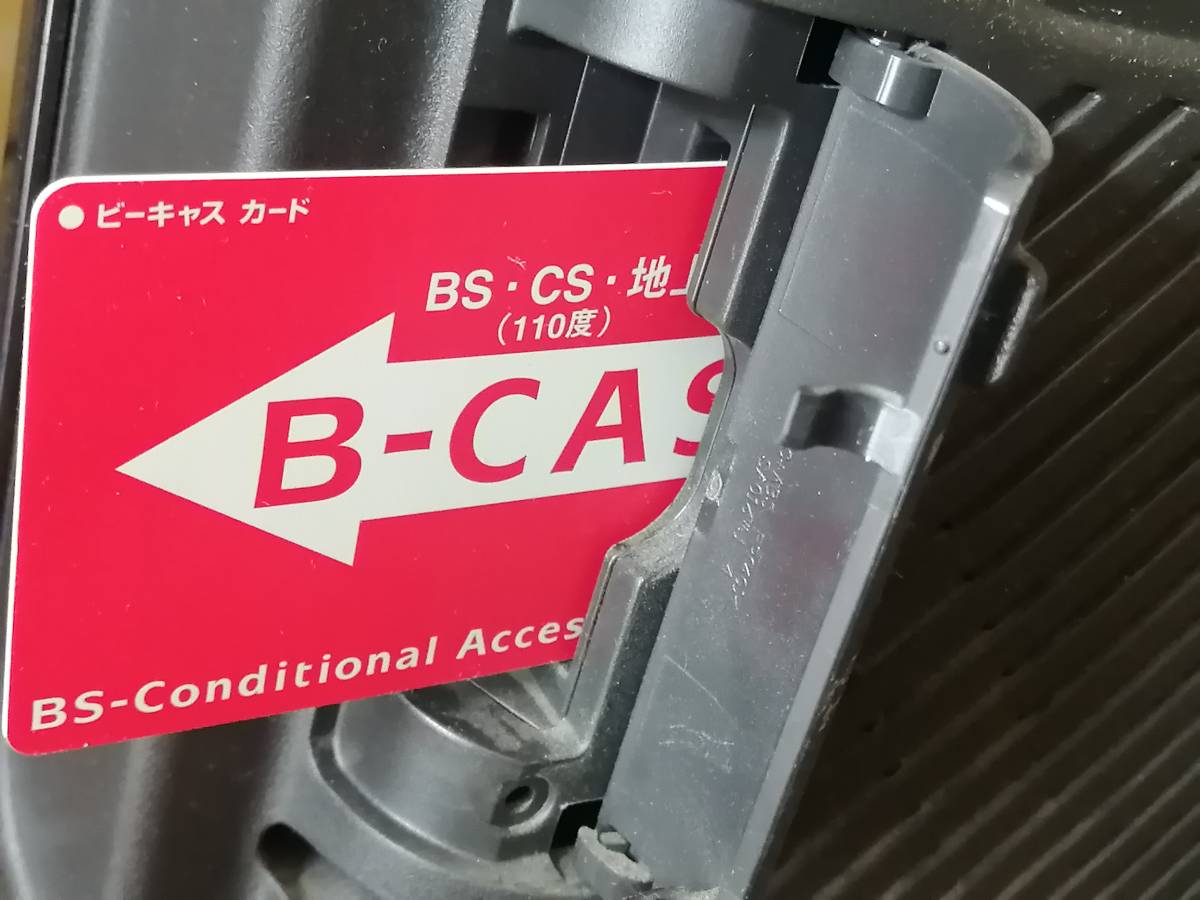 ● ビーキャス カード
BS・CS・地上
(110度)
B-CAS
BS-Conditional Acces